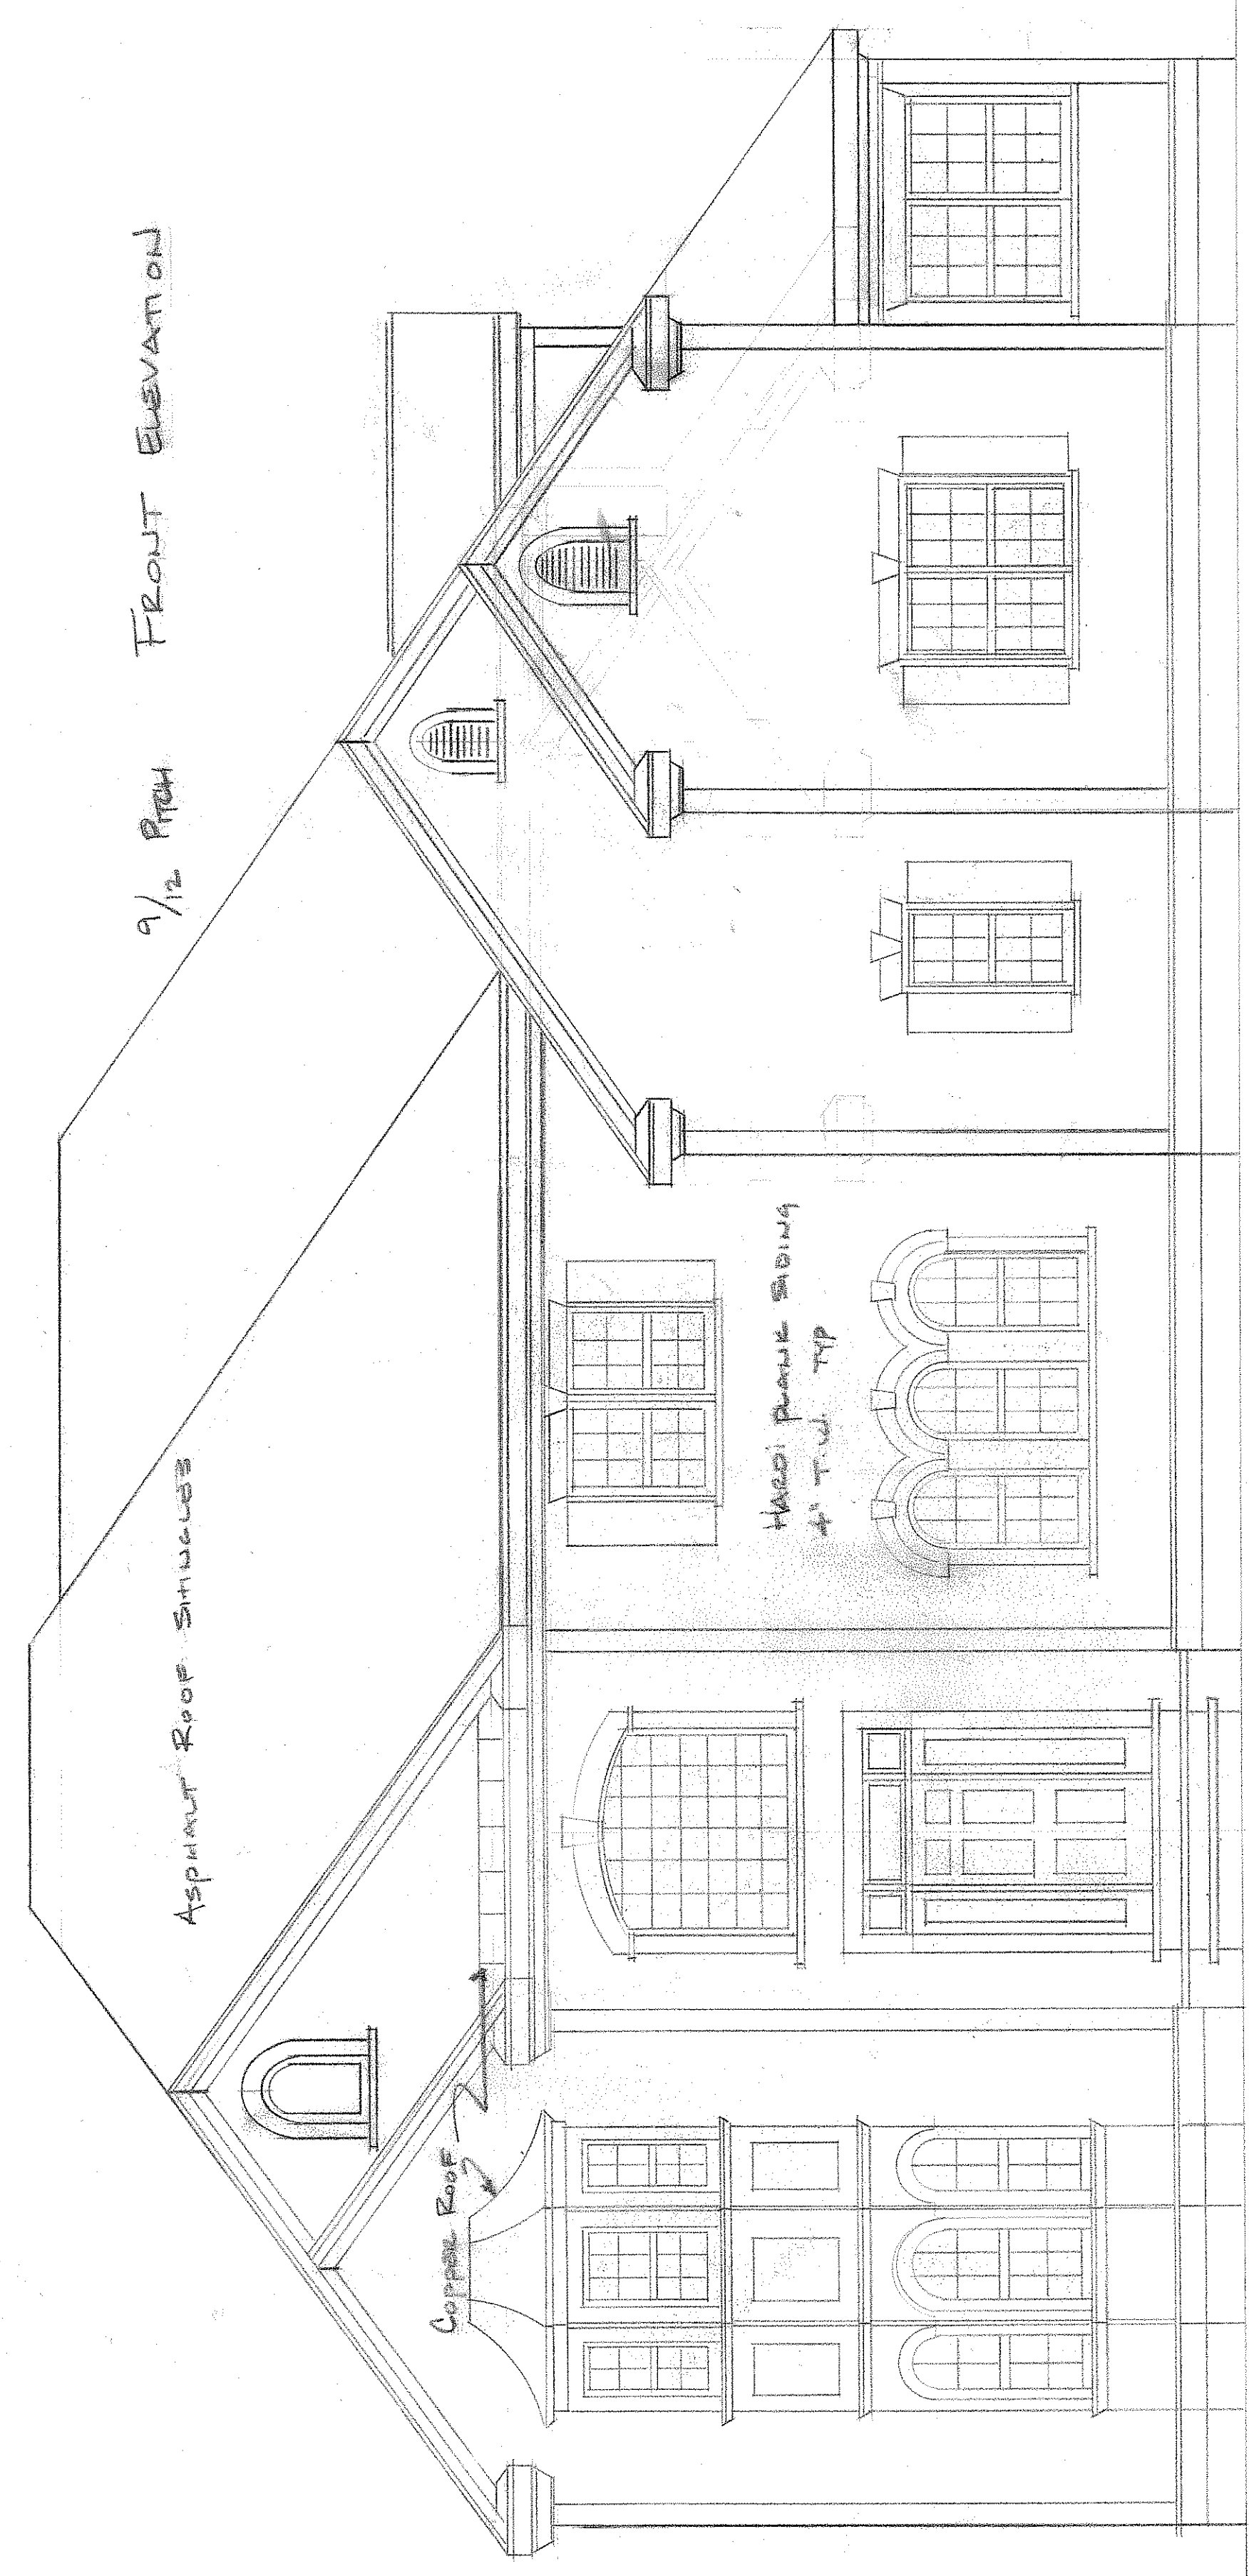 FRONT ELEVATION
9/12 PITCH
ASPHALT ROOF SHINGLES
COPPER ROOF
HARDI PLANK SIDING
4" T.W. TYP